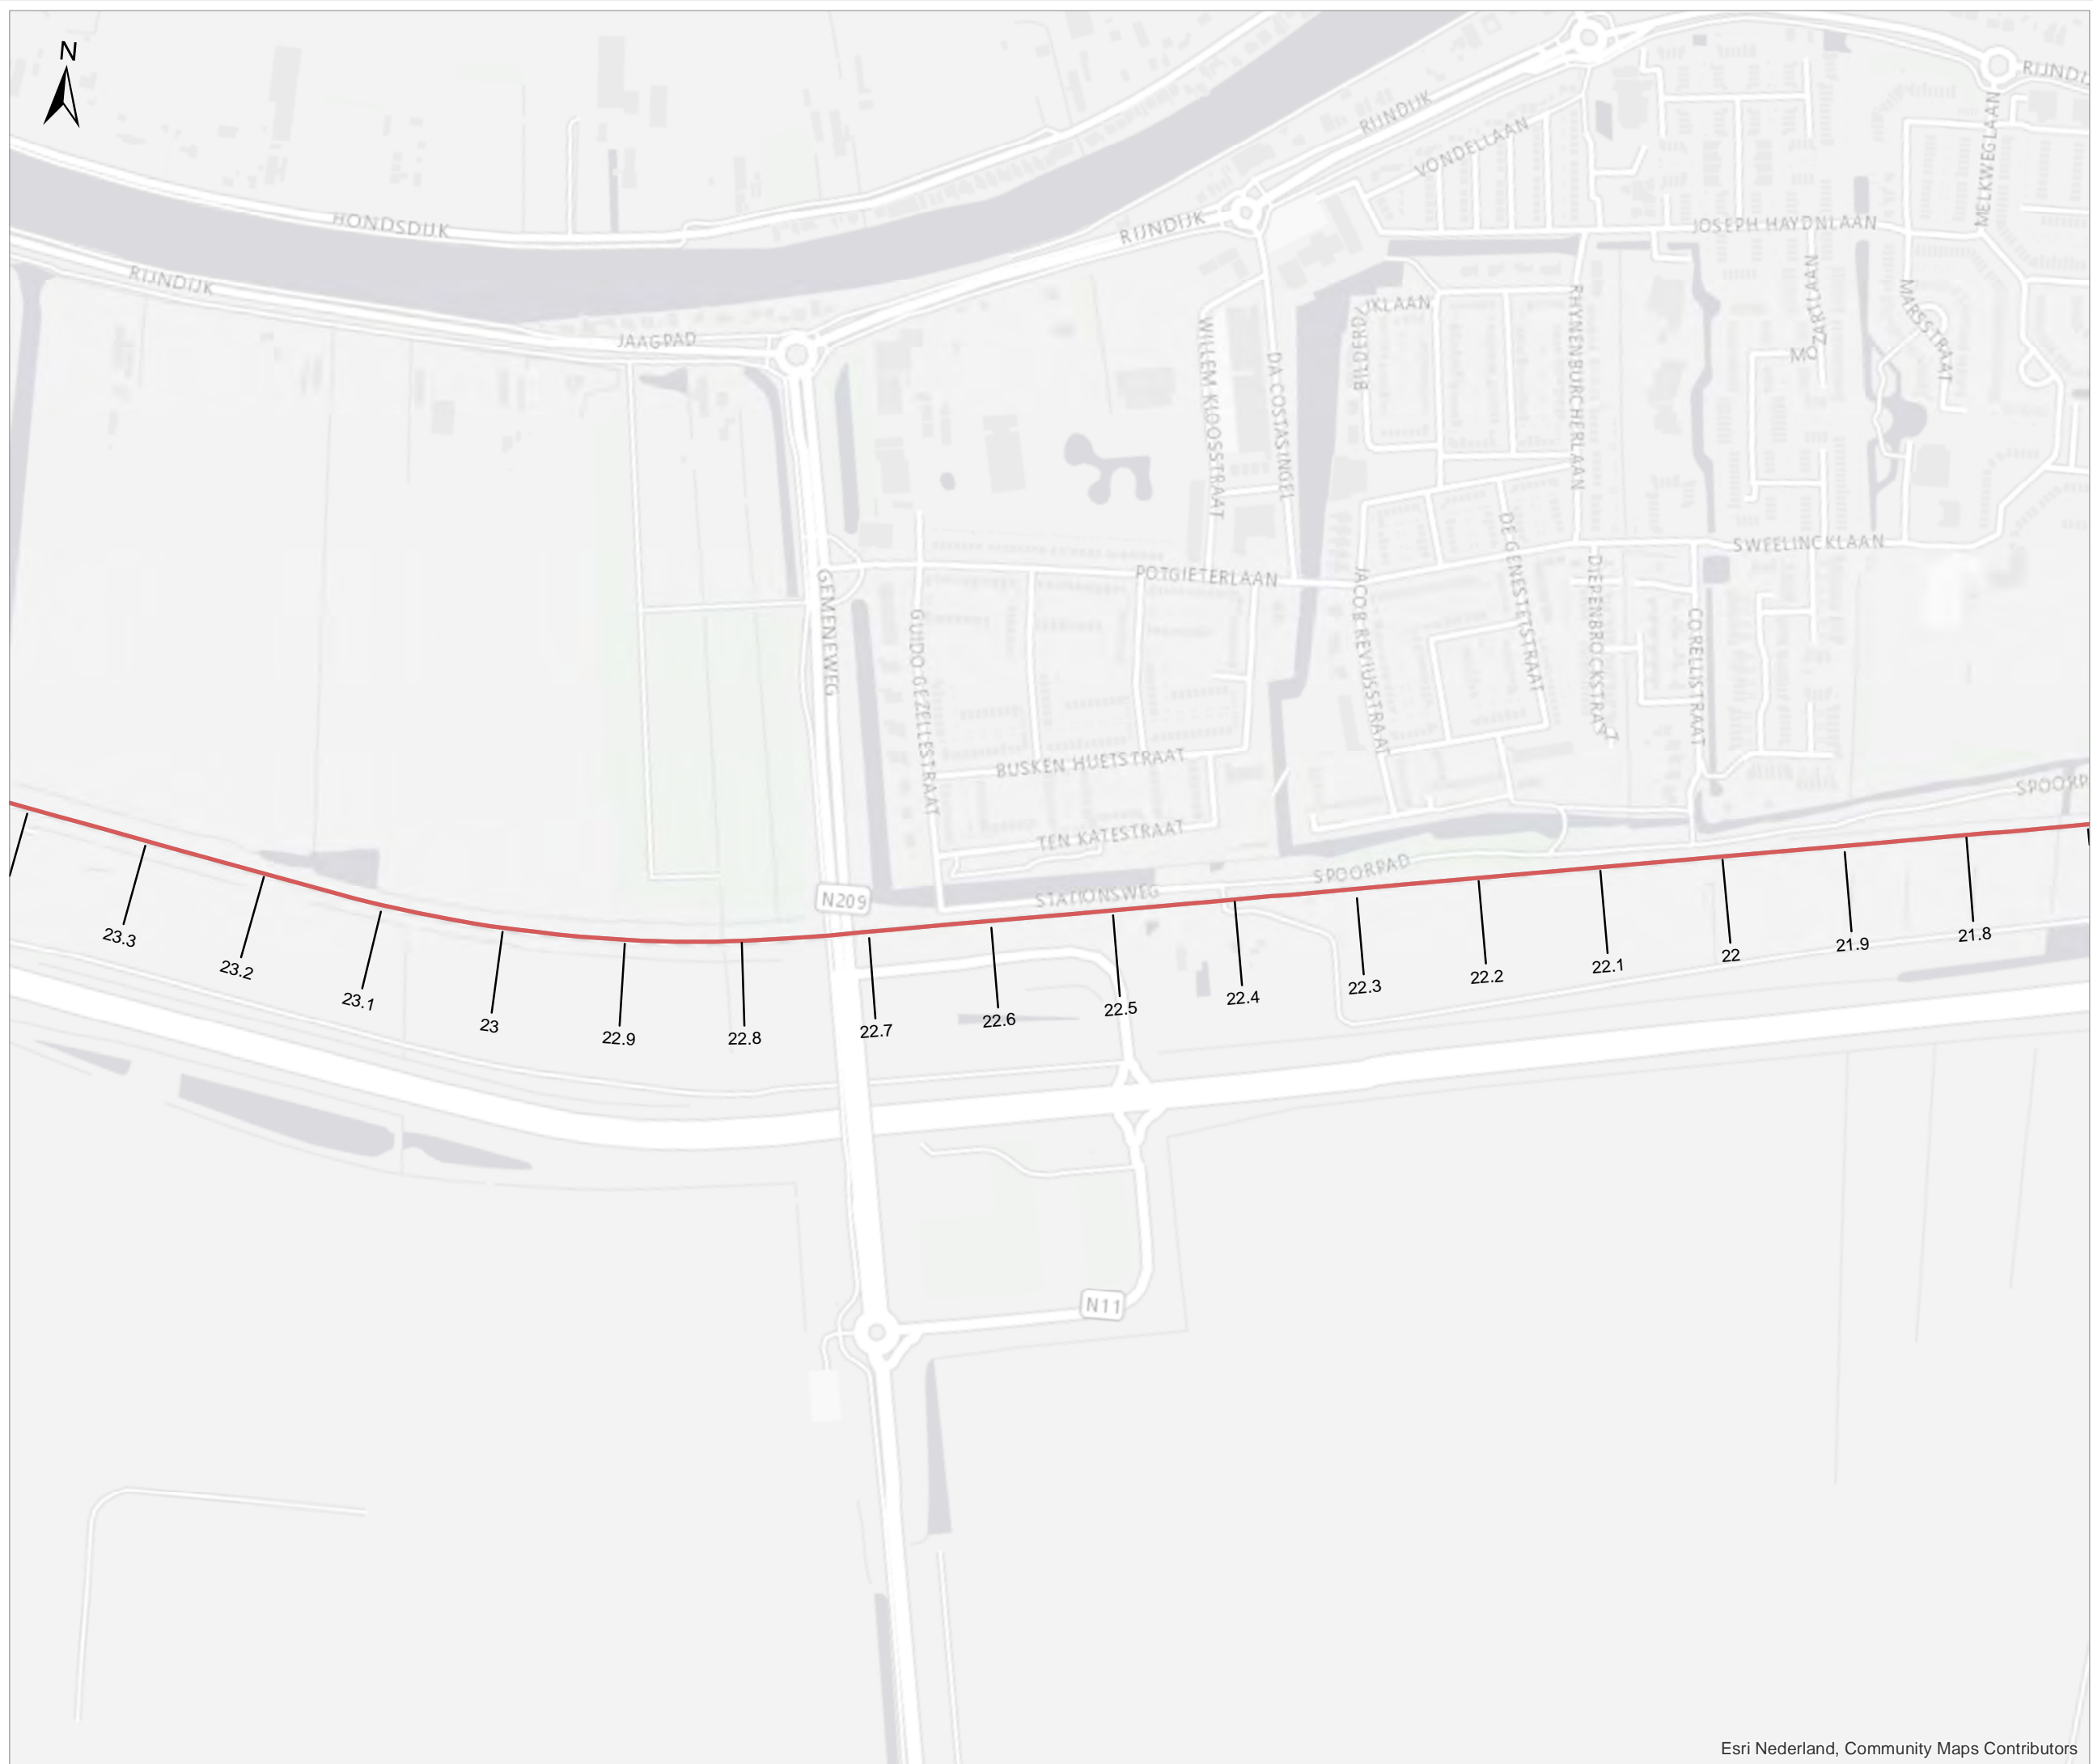 N
RIJNDIJK
RIJNDI
HONDSDIJK
RIJNDIJK
VONDELLAAN
MELKWEGLAAN
RIJNDIJK
JOSEPH HAYDNLAAN
JAAGPAD
WILLEM KLOOSSTRAAT
DA COSTASINGEL
BILDERDIJKLAAN
RHYNENBURCHERLAAN
MOZARTLAAN
MARSSTRAAT
GEMENEWEG
POTGIETERLAAN
SWEELINCKLAAN
GUIDO GEZELLESTRAAT
JACOB REVIUSSTRAAT
DE GENESTETSTRAAT
DIEPENBROCKSTRAAT
CORELLISTRAAT
BUSKEN HUETSTRAAT
TEN KATESTRAAT
SPOORP
SPOORPAD
STATIONSWEG
N209
23.3
23.2
23.1
23
22.9
22.8
22.7
22.6
22.5
22.4
22.3
22.2
22.1
22
21.9
21.8
N11
Esri Nederland, Community Maps Contributors